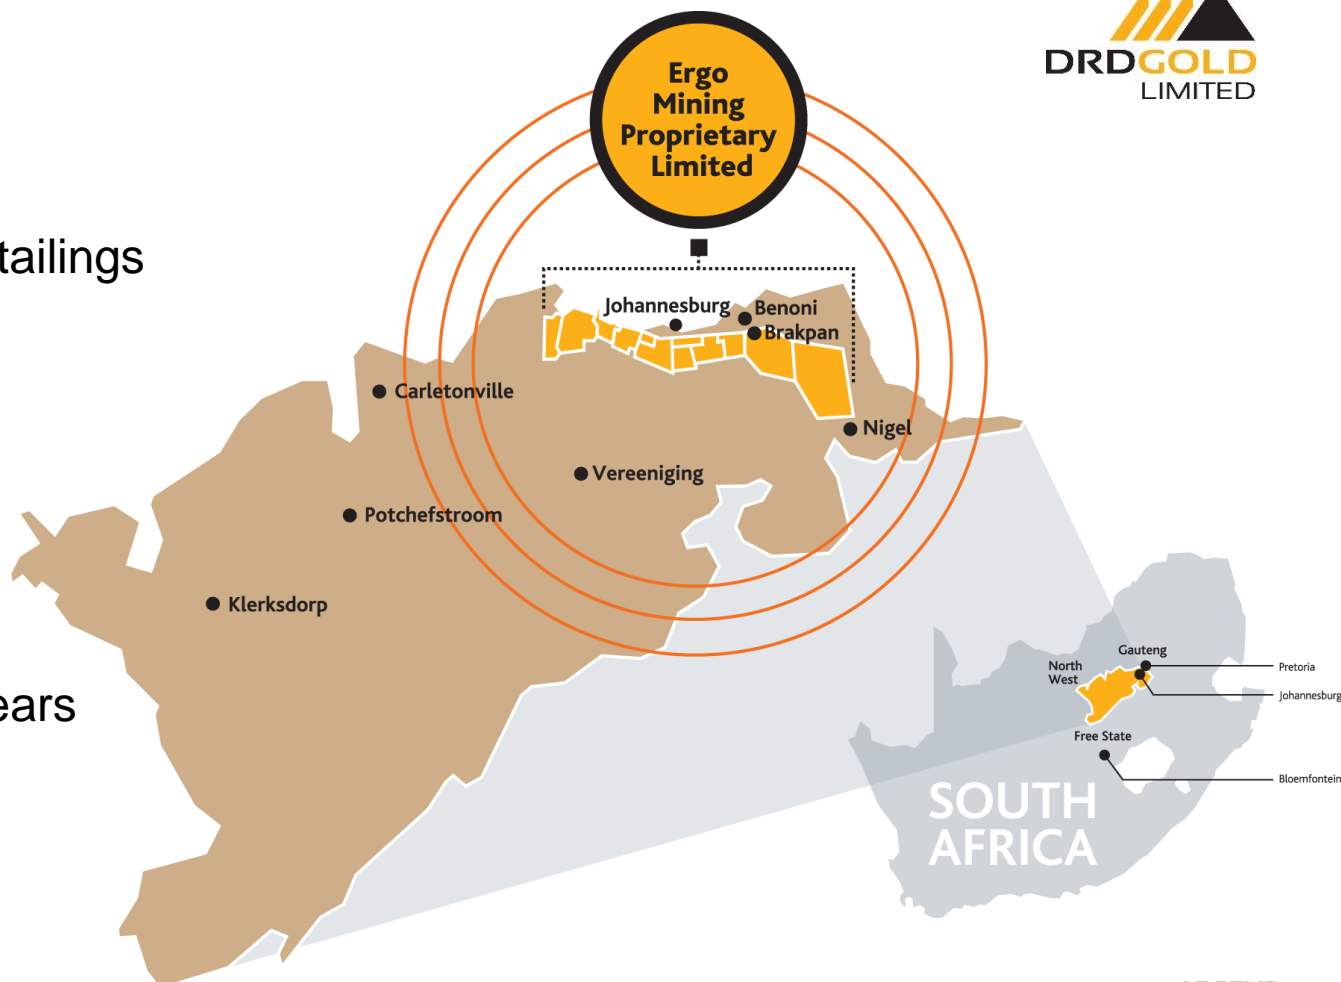 DRDGOLD
LIMITED
Ergo
Mining
Proprietary
Limited
tailings
Johannesburg
Benoni
Brakpan
Carletonville
Nigel
Vereeniging
Potchefstroom
Klerksdorp
ears
Gauteng
North
West
Pretoria
Johannesburg
Free State
Bloemfontein
SOUTH
AFRICA